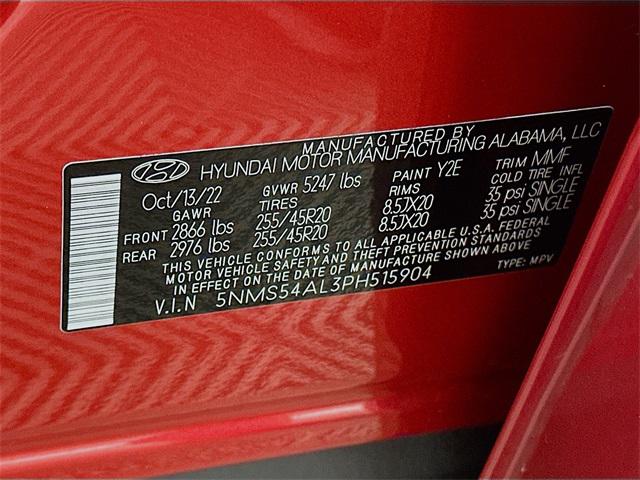 MANUFACTURED BY
HYUNDAI MOTOR MANUFACTURING ALABAMA, LLC
Oct/13/22 GVWR 5247 lbs PAINT Y2E TRIM MMF
GAWR TIRES RIMS COLD TIRE INFL
FRONT 2866 lbs 255/45R20 8.5JX20 35 psi SINGLE
REAR 2976 lbs 255/45R20 8.5JX20 35 psi SINGLE
THIS VEHICLE CONFORMS TO ALL APPLICABLE U.S.A. FEDERAL
MOTOR VEHICLE SAFETY AND THEFT PREVENTION STANDARDS
IN EFFECT ON THE DATE OF MANUFACTURE SHOWN ABOVE
V.I.N 5NMS54AL3PH515904 TYPE: MPV